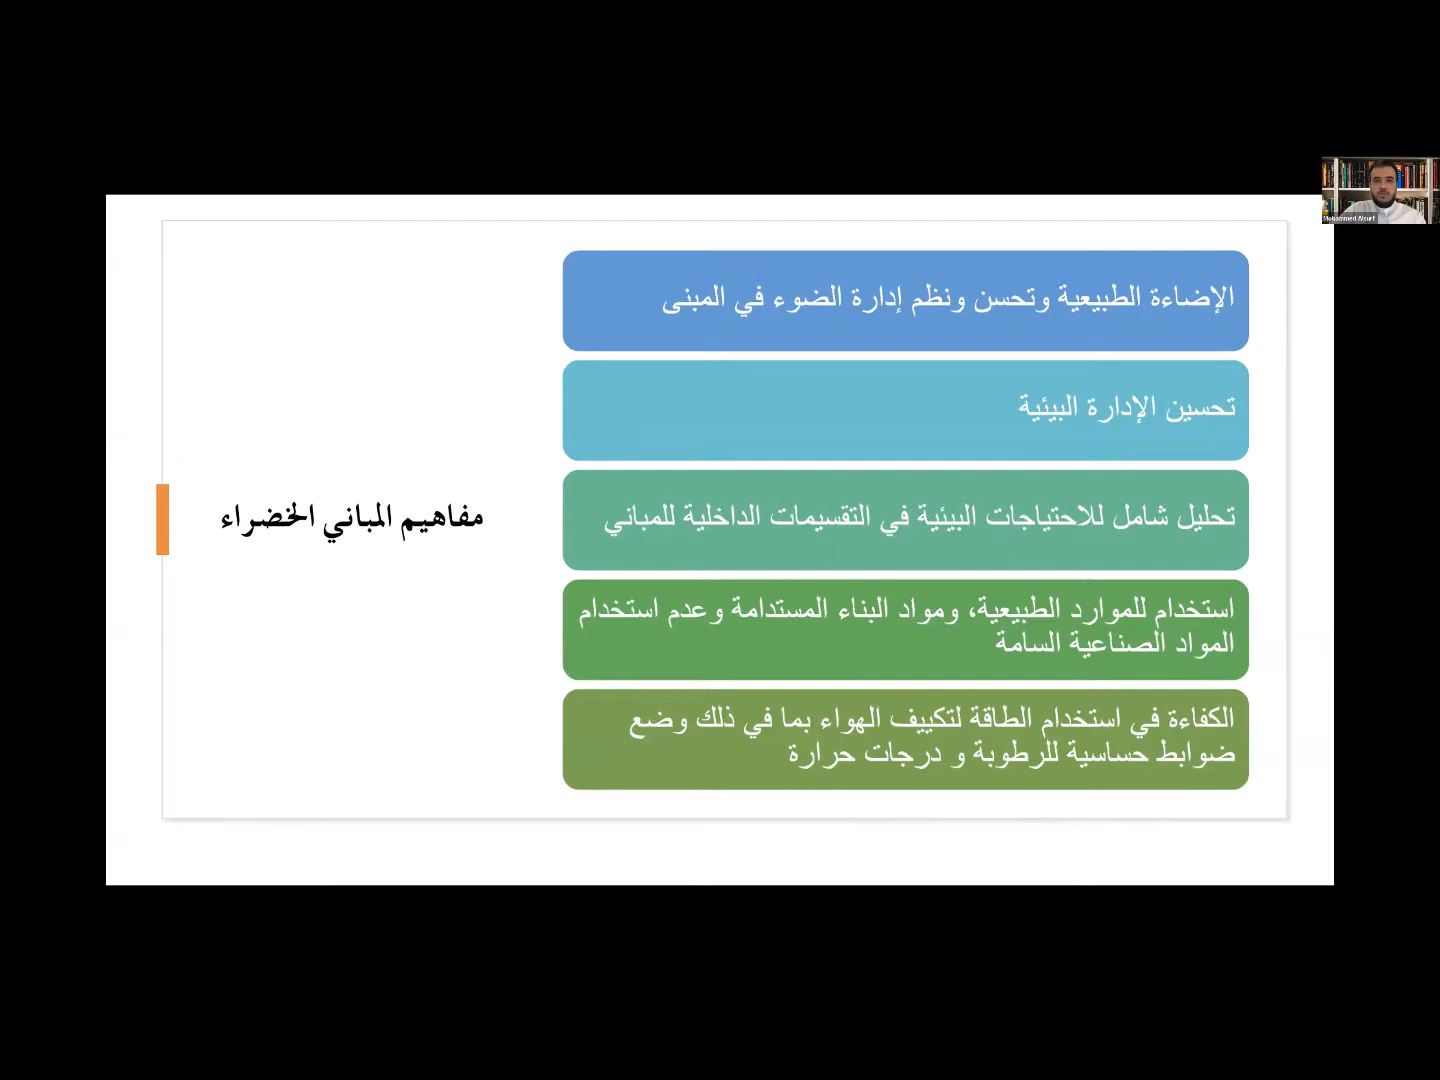 مفاهيم المباني الخضراء
الإضاءة الطبيعية وتحسن ونظم إدارة الضوء في المبنى
تحسين الإدارة البيئية
تحليل شامل للاحتياجات البيئية في التقسيمات الداخلية للمباني
استخدام للموارد الطبيعية، ومواد البناء المستدامة وعدم استخدام
المواد الصناعية السامة
الكفاءة في استخدام الطاقة لتكييف الهواء بما في ذلك وضع
ضوابط حساسية للرطوبة و درجات حرارة
Mohammed Alsurf